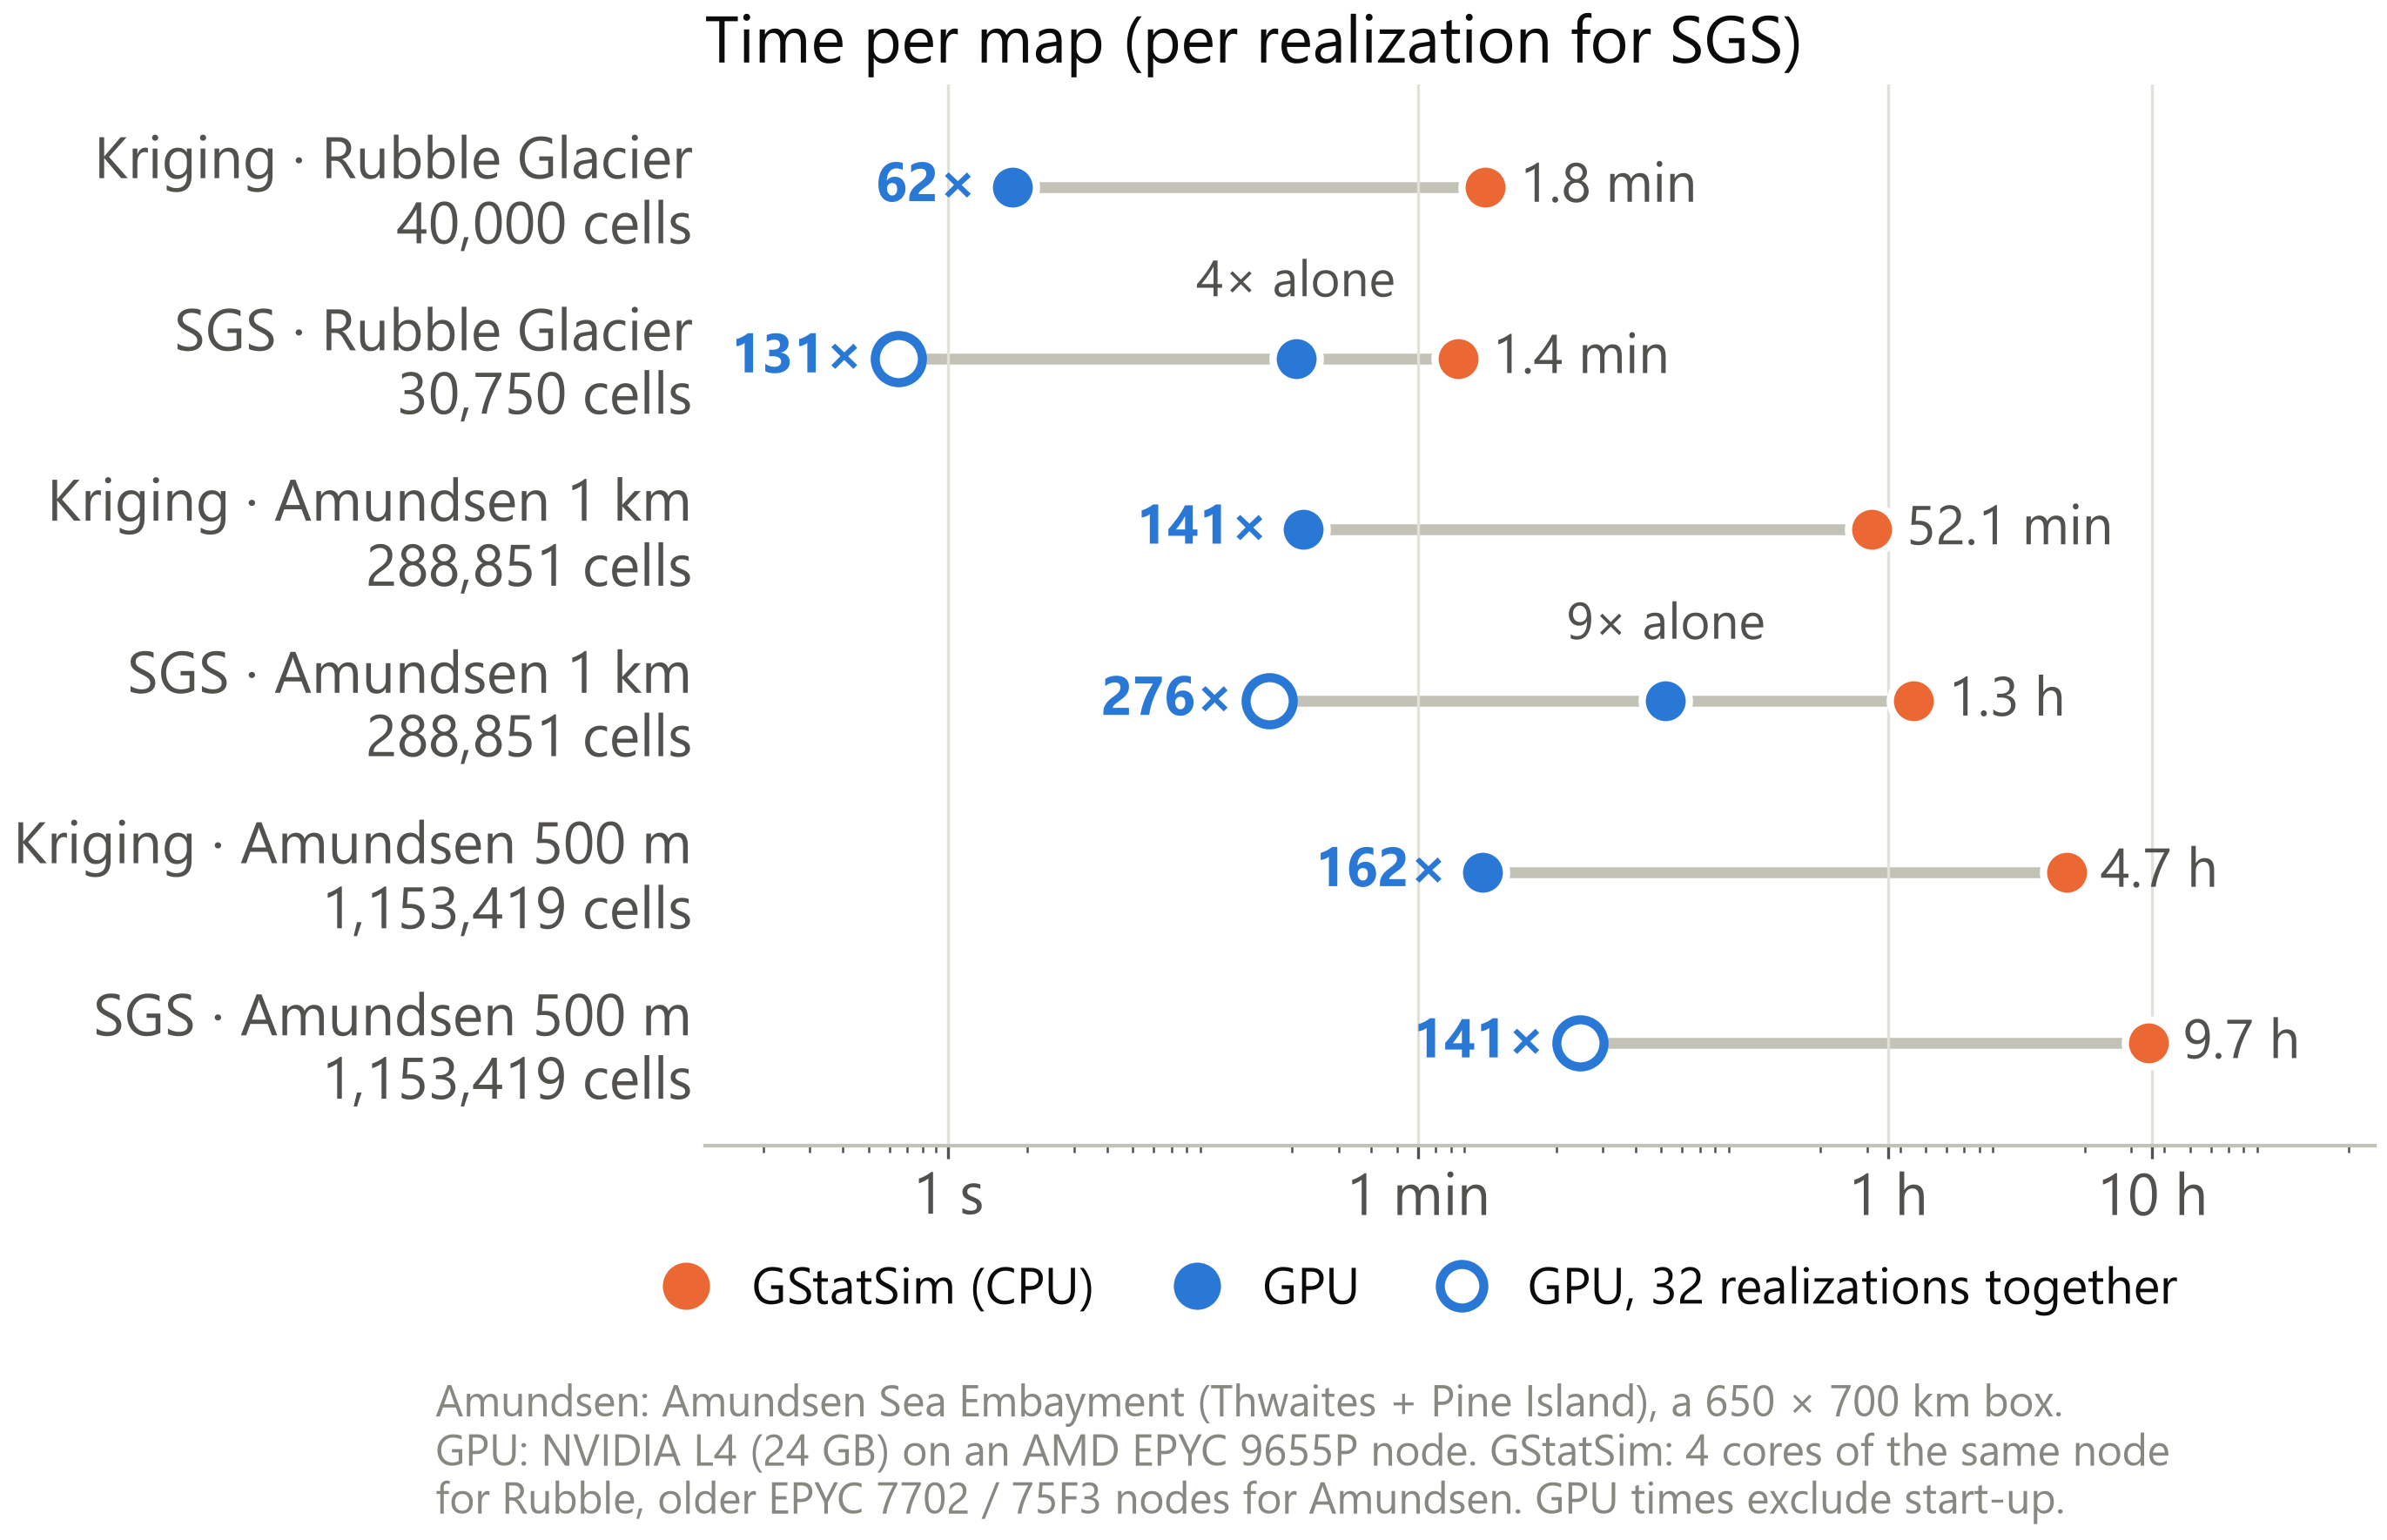 Time per map (per realization for SGS)
Kriging · Rubble Glacier
40,000 cells
62×
1.8 min
4× alone
SGS · Rubble Glacier
30,750 cells
131×
1.4 min
Kriging · Amundsen 1 km
288,851 cells
141×
52.1 min
9× alone
SGS · Amundsen 1 km
288,851 cells
276×
1.3 h
Kriging · Amundsen 500 m
1,153,419 cells
162×
4.7 h
SGS · Amundsen 500 m
1,153,419 cells
141×
9.7 h
1 s
1 min
1 h
10 h
GStatSim (CPU)
GPU
GPU, 32 realizations together
Amundsen: Amundsen Sea Embayment (Thwaites + Pine Island), a 650 × 700 km box.
GPU: NVIDIA L4 (24 GB) on an AMD EPYC 9655P node. GStatSim: 4 cores of the same node
for Rubble, older EPYC 7702 / 75F3 nodes for Amundsen. GPU times exclude start-up.